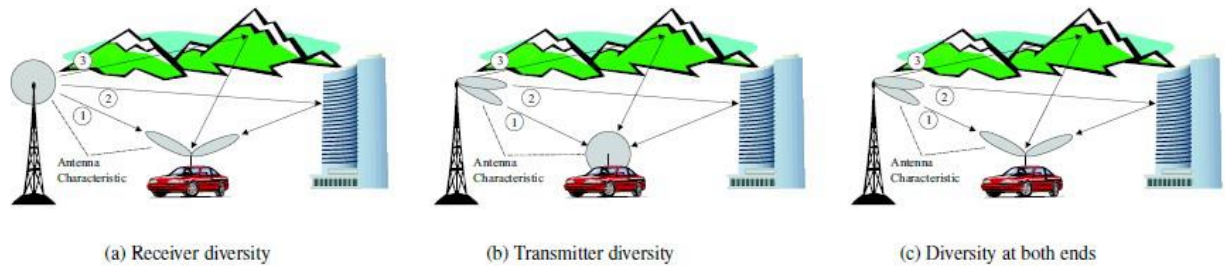 3
2
1
Antenna
Characteristic
(a) Receiver diversity
3
2
1
Antenna
Characteristic
(b) Transmitter diversity
3
2
1
Antenna
Characteristic
(c) Diversity at both ends